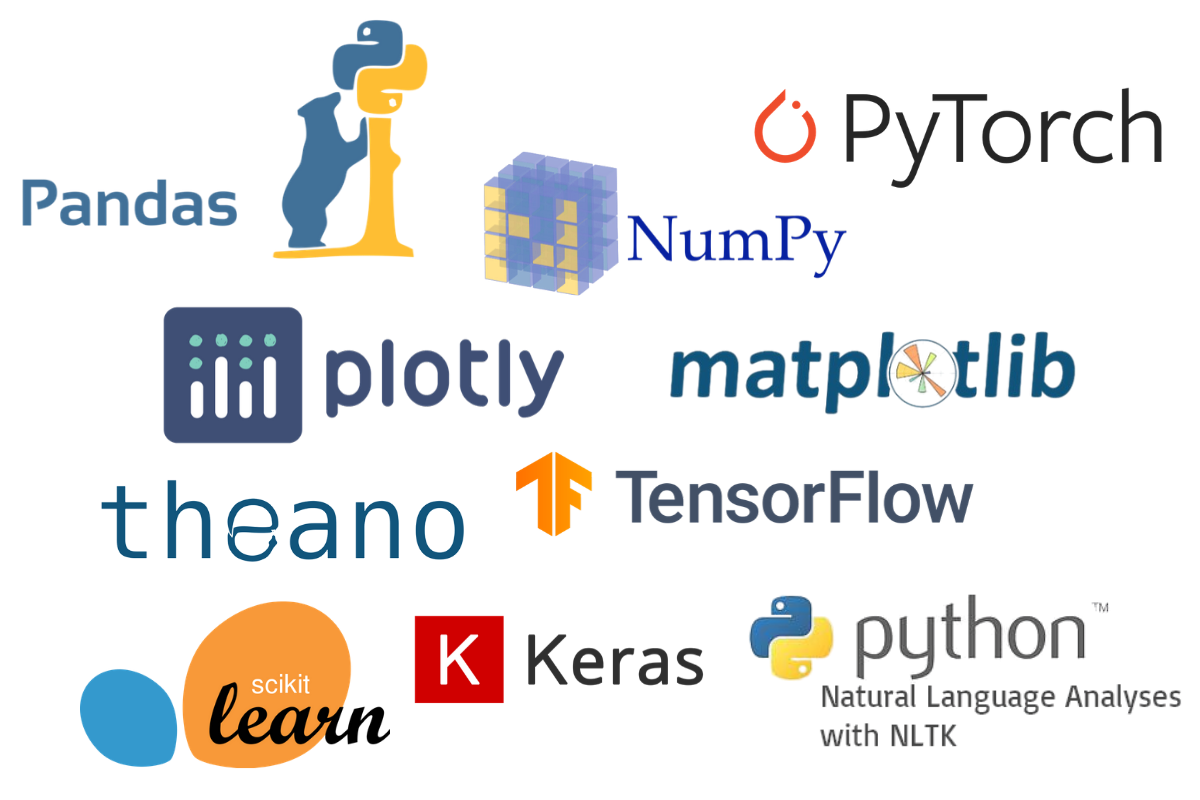 PyTorch
Pandas
NumPy
plotly
matplotlib
theano
TensorFlow
scikit
learn
K Keras
python ™
Natural Language Analyses
with NLTK